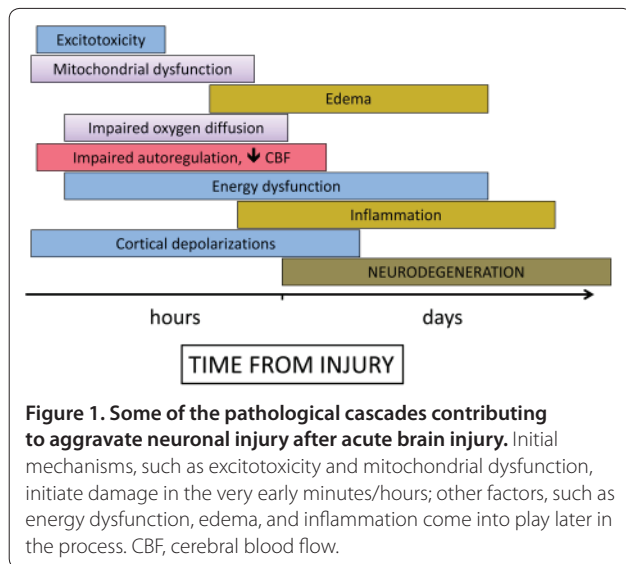 Excitotoxicity
Mitochondrial dysfunction
Edema
Impaired oxygen diffusion
Impaired autoregulation, 🡻 CBF
Energy dysfunction
Inflammation
Cortical depolarizations
NEURODEGENERATION
hours days
TIME FROM INJURY
Figure 1. Some of the pathological cascades contributing
to aggravate neuronal injury after acute brain injury. Initial
mechanisms, such as excitotoxicity and mitochondrial dysfunction,
initiate damage in the very early minutes/hours; other factors, such as
energy dysfunction, edema, and inflammation come into play later in
the process. CBF, cerebral blood flow.